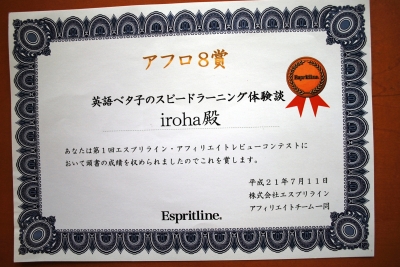 アフロ8賞
Espritline.
英語ベタ子のスピードラーニング体験談
iroha殿
あなたは第1回エスプリライン・アフィリエイトレビューコンテストに
おいて頭書の成績を収められましたのでこれを賞します。
平成21年7月11日
株式会社エスプリライン
アフィリエイトチーム一同
Espritline.